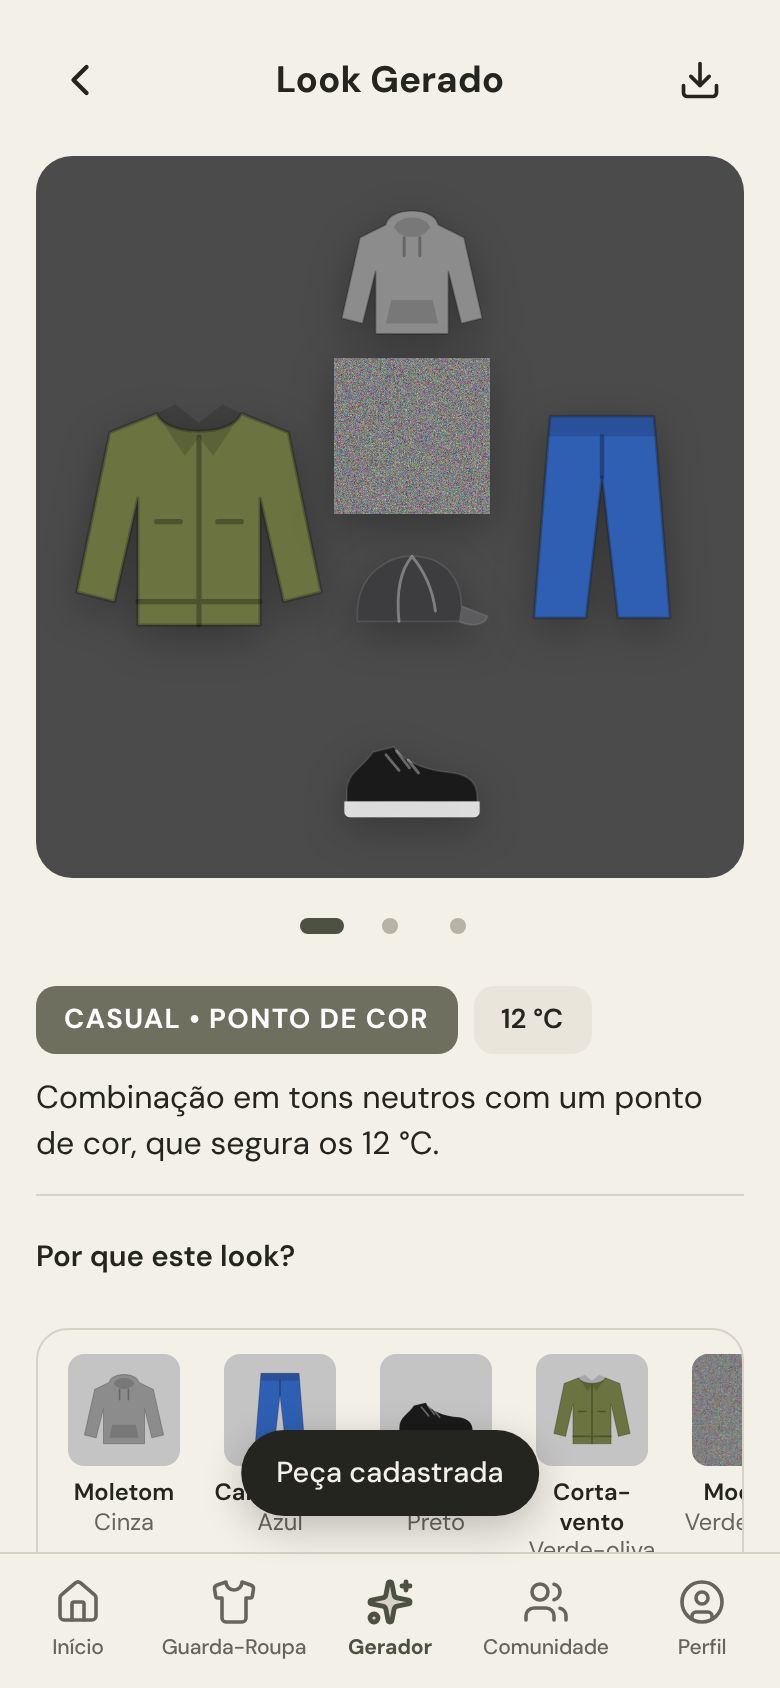 Look Gerado
CASUAL • PONTO DE COR
12 °C
Combinação em tons neutros com um ponto
de cor, que segura os 12 °C.
Por que este look?
Peça cadastrada
Moletom
Cinza
Azul
Preto
Corta-
vento
Verde-oliva
Verde
Início
Guarda-Roupa
Gerador
Comunidade
Perfil